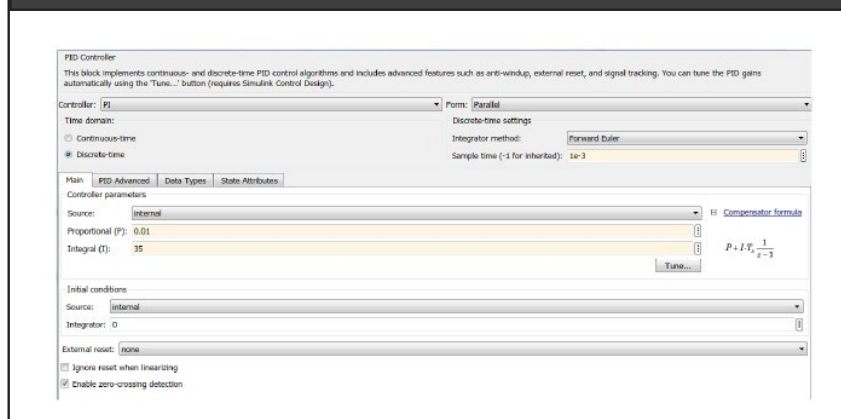 PID Controller
This block implements continuous- and discrete-time PID control algorithms and includes advanced features such as anti-windup, external reset, and signal tracking. You can tune the PID gains
automatically using the 'Tune...' button (requires Simulink Control Design).
Controller: PI Form: Parallel
Time domain: Discrete-time settings
Continuous-time Integrator method: Forward Euler
Discrete-time Sample time (-1 for inherited): 1e-3
Main PID Advanced Data Types State Attributes
Controller parameters
Source: internal Compensator formula
Proportional (P): 0.01
Integral (I): 35 P+I·Ts 1/(z−1)
Tune...
Initial conditions
Source: internal
Integrator: 0
External reset: none
Ignore reset when linearizing
Enable zero-crossing detection